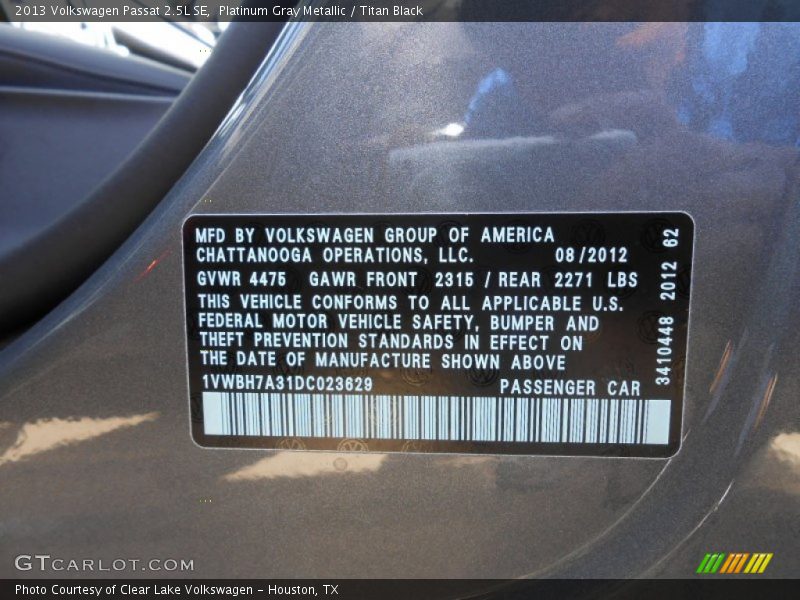 2013 Volkswagen Passat 2.5L SE, Platinum Gray Metallic / Titan Black
MFD BY VOLKSWAGEN GROUP OF AMERICA
CHATTANOOGA OPERATIONS, LLC. 08/2012
GVWR 4475 GAWR FRONT 2315 / REAR 2271 LBS
THIS VEHICLE CONFORMS TO ALL APPLICABLE U.S.
FEDERAL MOTOR VEHICLE SAFETY, BUMPER AND
THEFT PREVENTION STANDARDS IN EFFECT ON
THE DATE OF MANUFACTURE SHOWN ABOVE
1VWBH7A31DC023629 PASSENGER CAR
3410448 2012 62
GTCARLOT.COM
Photo Courtesy of Clear Lake Volkswagen - Houston, TX